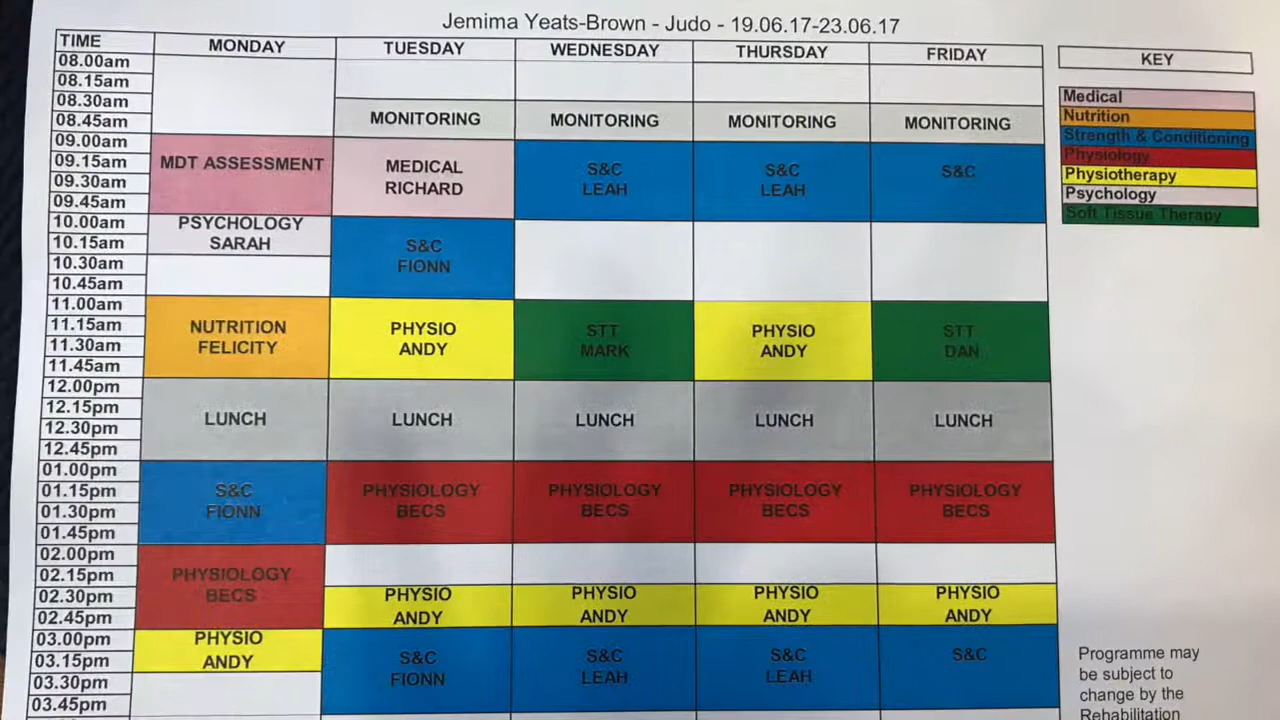 Jemima Yeats-Brown - Judo - 19.06.17-23.06.17
TIME MONDAY TUESDAY WEDNESDAY THURSDAY FRIDAY
08.00am
08.15am
08.30am
08.45am MONITORING MONITORING MONITORING MONITORING
09.00am
09.15am MDT ASSESSMENT MEDICAL S&C S&C S&C
09.30am RICHARD LEAH LEAH
09.45am
10.00am PSYCHOLOGY
10.15am SARAH S&C
10.30am FIONN
10.45am
11.00am
11.15am NUTRITION PHYSIO STT PHYSIO STT
11.30am FELICITY ANDY MARK ANDY DAN
11.45am
12.00pm
12.15pm LUNCH LUNCH LUNCH LUNCH LUNCH
12.30pm
12.45pm
01.00pm
01.15pm S&C PHYSIOLOGY PHYSIOLOGY PHYSIOLOGY PHYSIOLOGY
01.30pm FIONN BECS BECS BECS BECS
01.45pm
02.00pm
02.15pm PHYSIOLOGY
02.30pm BECS PHYSIO PHYSIO PHYSIO PHYSIO
02.45pm ANDY ANDY ANDY ANDY
03.00pm PHYSIO
03.15pm ANDY S&C S&C S&C S&C
03.30pm FIONN LEAH LEAH
03.45pm
KEY
Medical
Nutrition
Strength & Conditioning
Physiology
Physiotherapy
Psychology
Soft Tissue Therapy
Programme may
be subject to
change by the
Rehabilitation